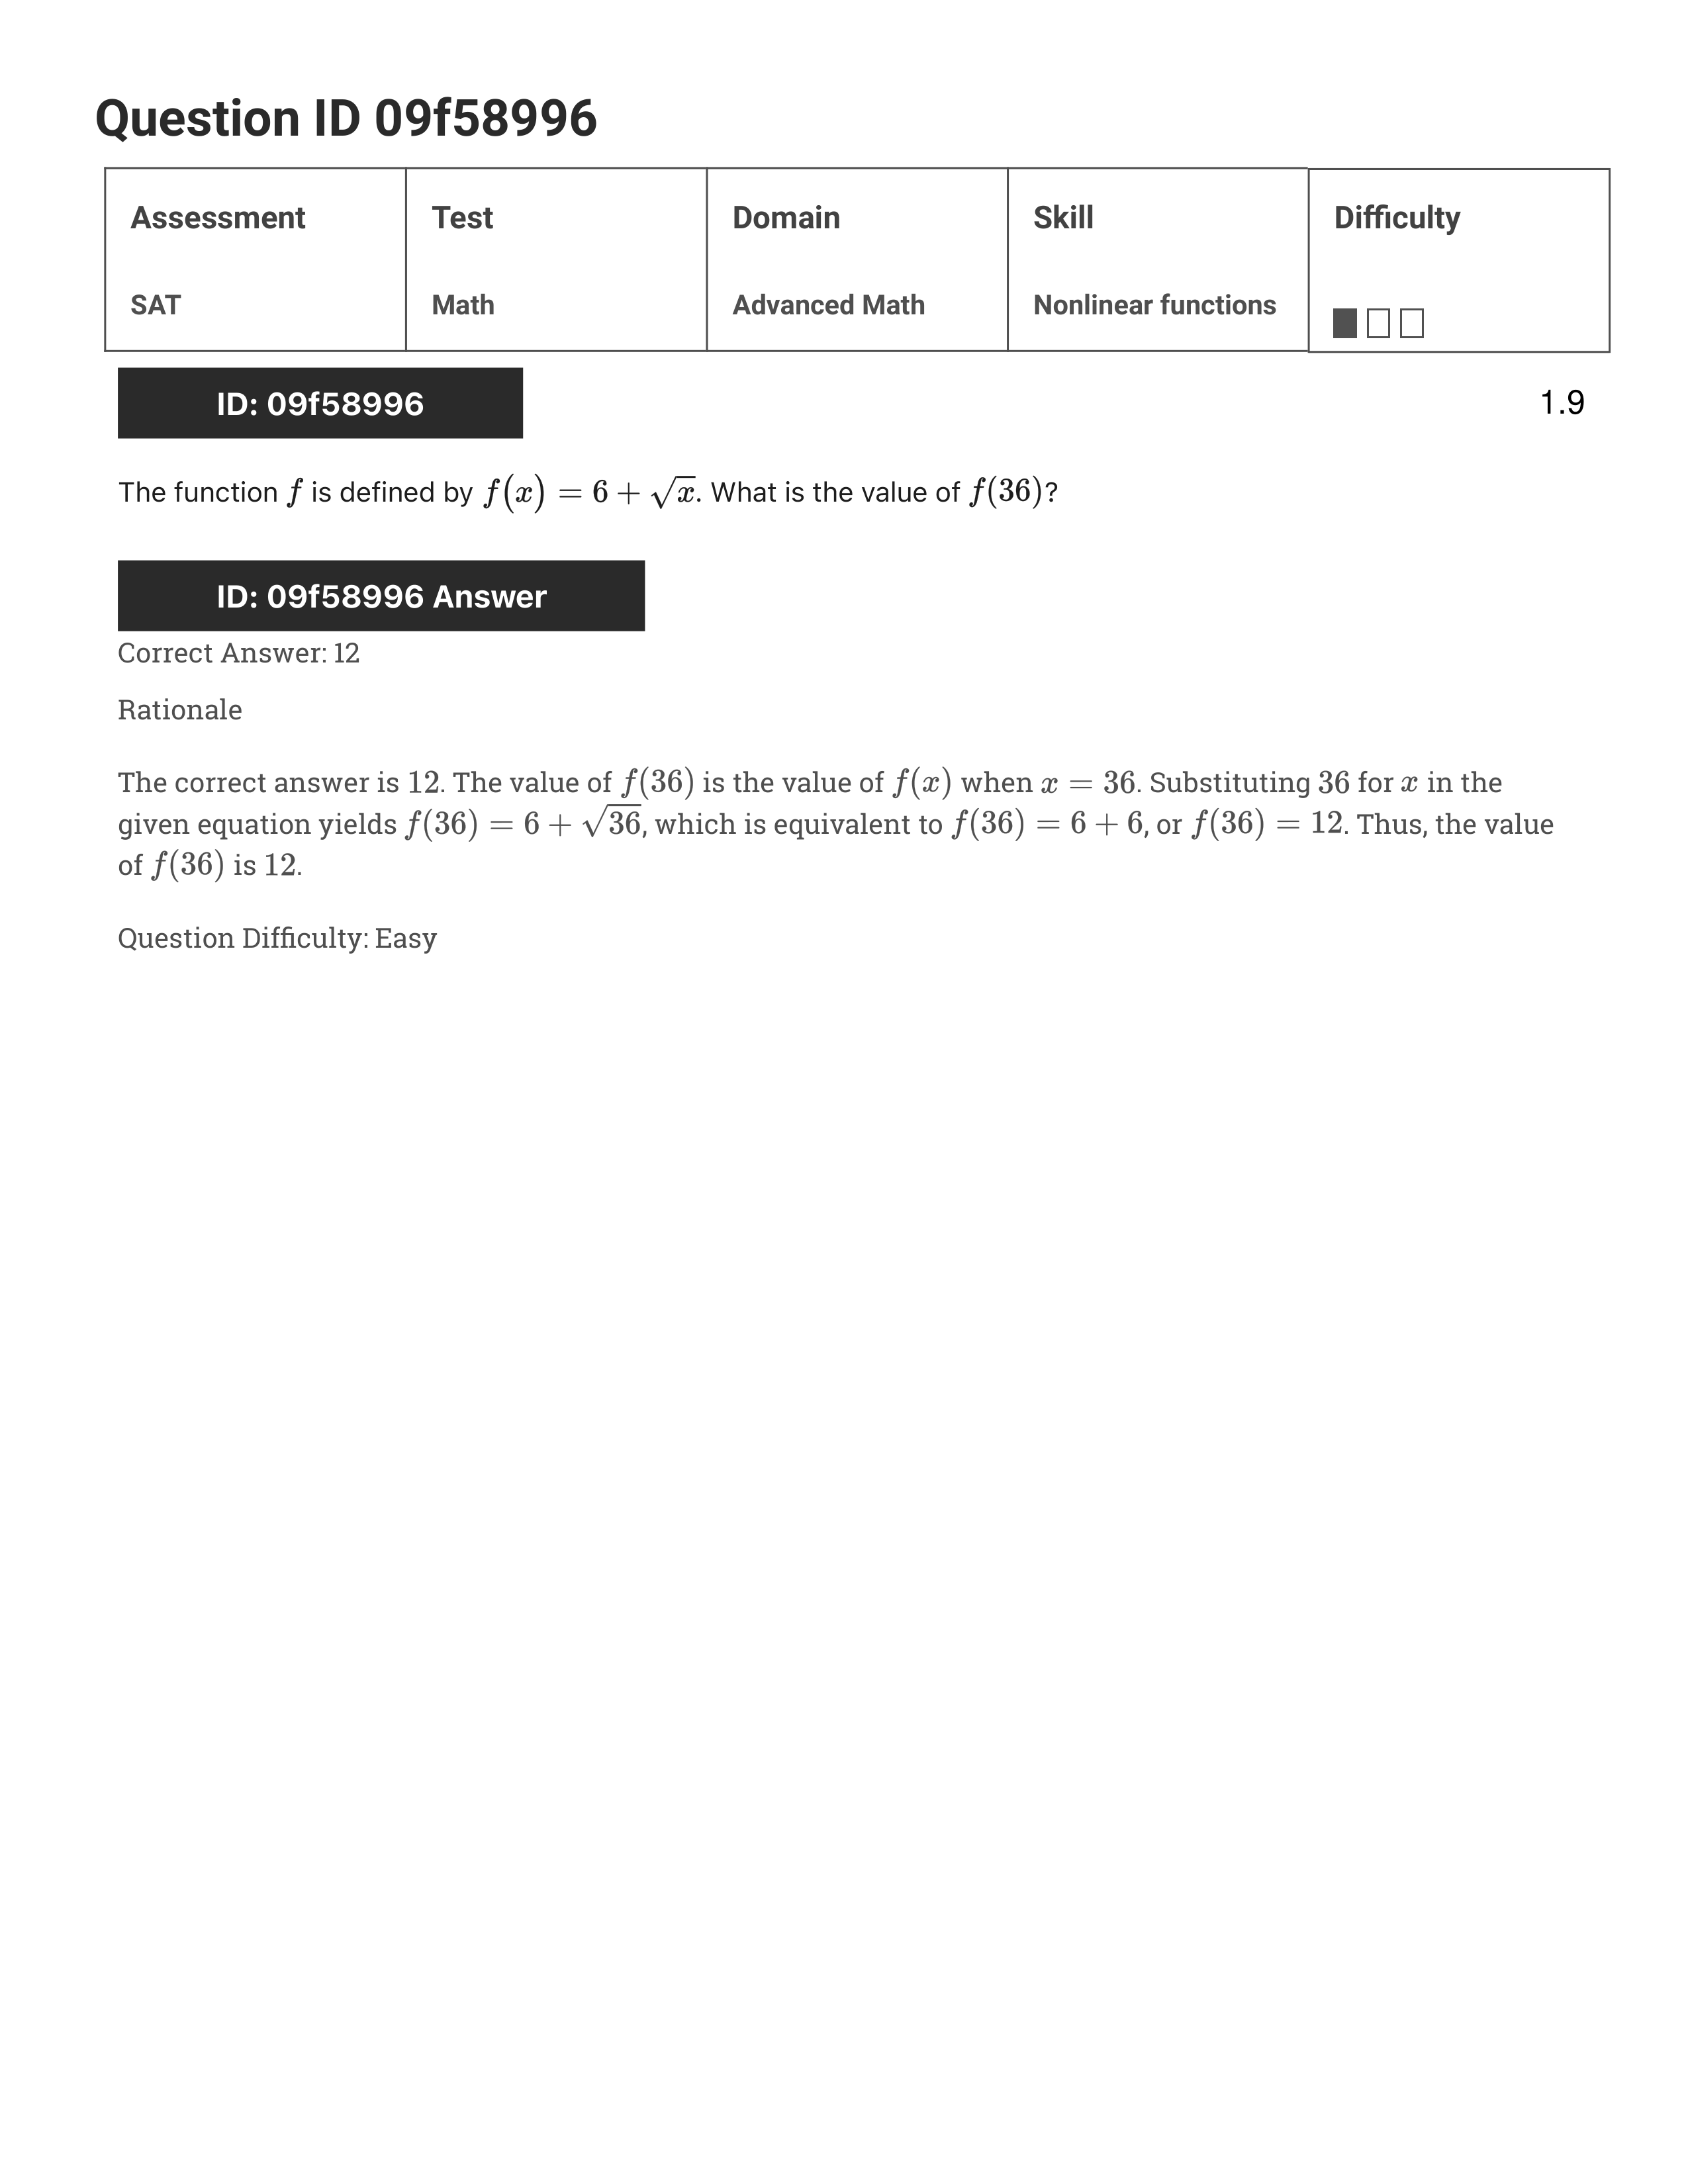 Question ID 09f58996
Assessment Test Domain Skill Difficulty
SAT Math Advanced Math Nonlinear functions
ID: 09f58996
1.9
The function f is defined by f(x) = 6 + √x. What is the value of f(36)?
ID: 09f58996 Answer
Correct Answer: 12
Rationale
The correct answer is 12. The value of f(36) is the value of f(x) when x = 36. Substituting 36 for x in the
given equation yields f(36) = 6 + √36, which is equivalent to f(36) = 6 + 6, or f(36) = 12. Thus, the value
of f(36) is 12.
Question Difficulty: Easy